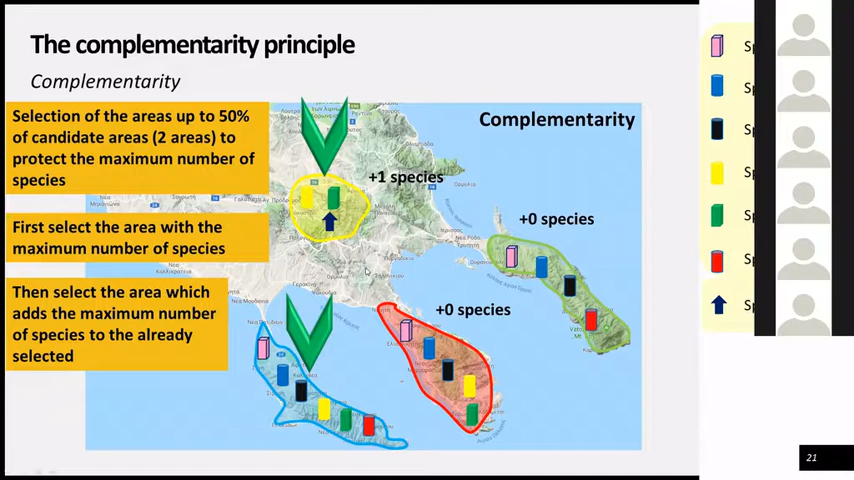 The complementarity principle
Complementarity
Selection of the areas up to 50%
of candidate areas (2 areas) to
protect the maximum number of
species
First select the area with the
maximum number of species
Then select the area which
adds the maximum number
of species to the already
selected
Complementarity
+1 species
+0 species
+0 species
Sp
Sp
Sp
Sp
Sp
Sp
Sp
21